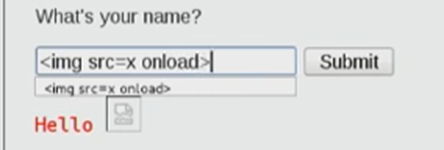 What's your name?
<img src=x onload> Submit
<img src=x onload>
Hello